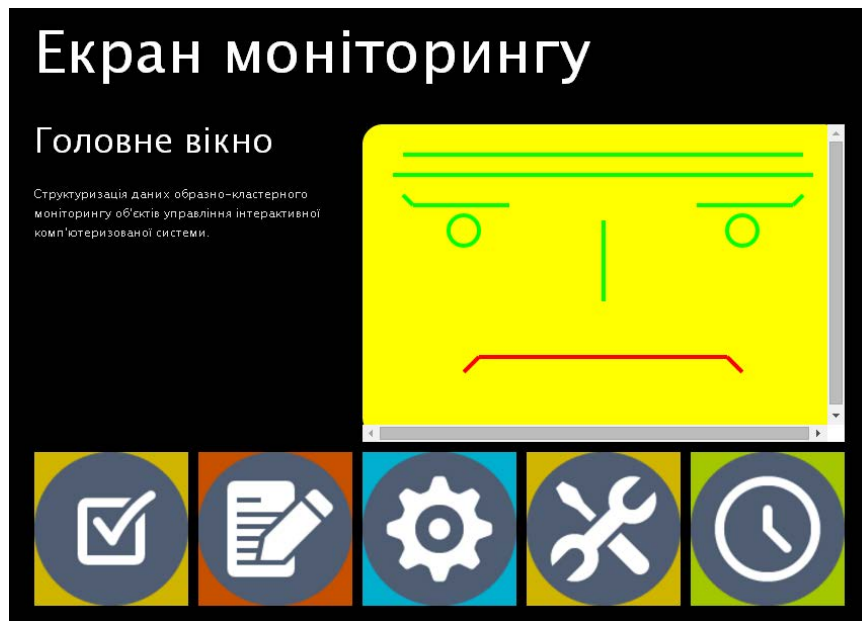 Екран моніторингу
Головне вікно
Структуризація даних образно-кластерного
моніторингу об'єктів управління інтерактивної
комп'ютеризованої системи.